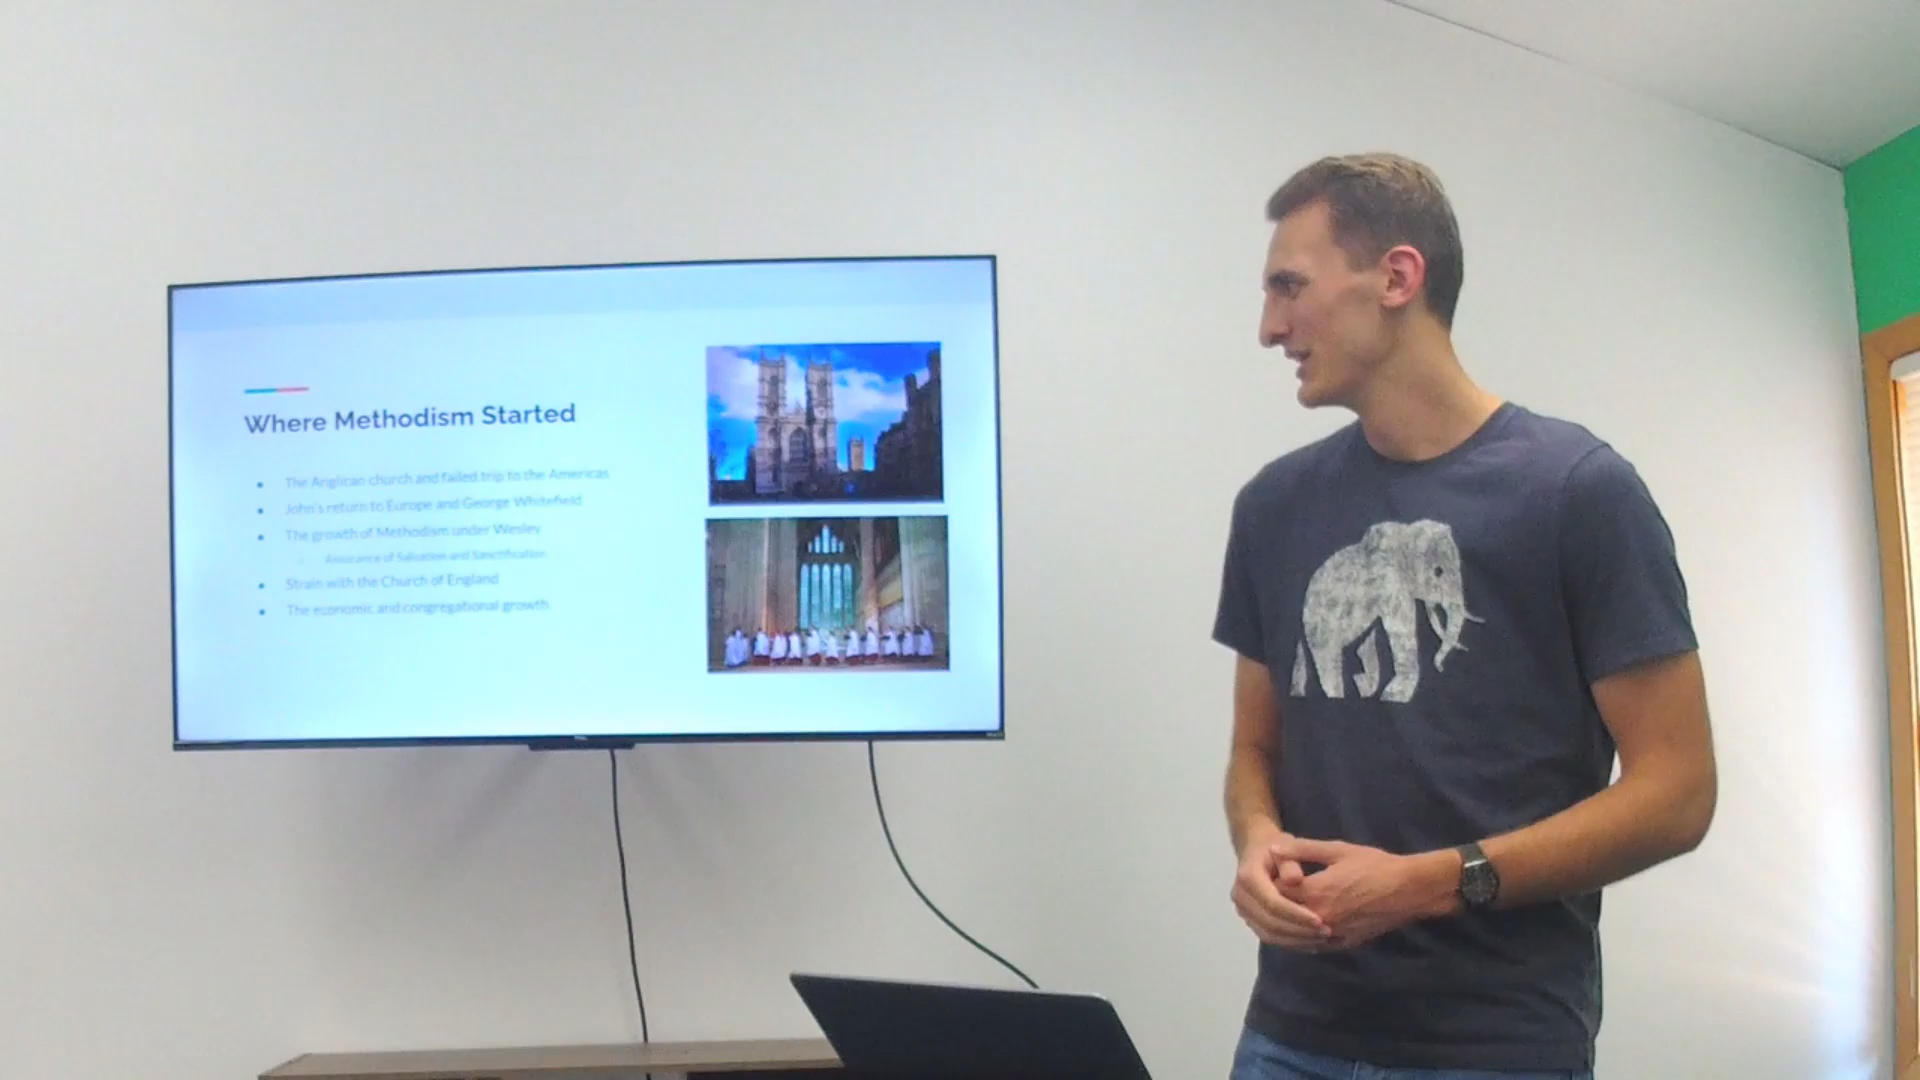 Where Methodism Started
The Anglican church and failed trip to the Americas
John's return to Europe and George Whitefield
The growth of Methodism under Wesley
Assurance of Salvation and Sanctification
Strain with the Church of England
The economic and congregational growth